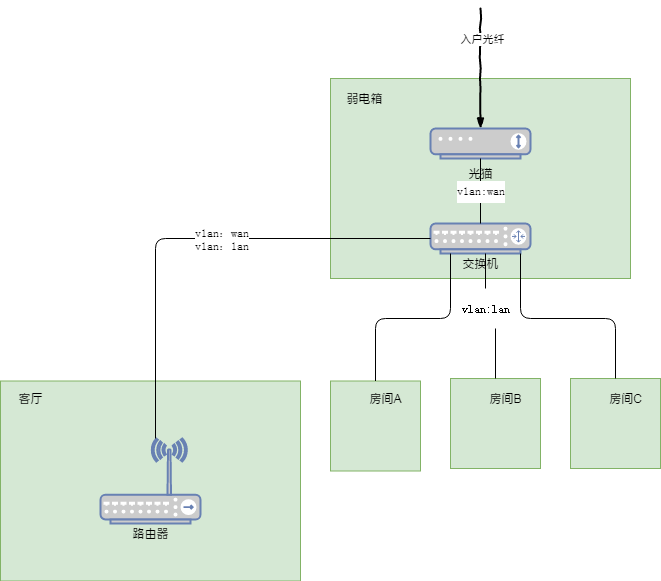 入户光纤
弱电箱
光猫
vlan:wan
vlan: wan
vlan: lan
交换机
vlan:lan
客厅
房间A
房间B
房间C
路由器